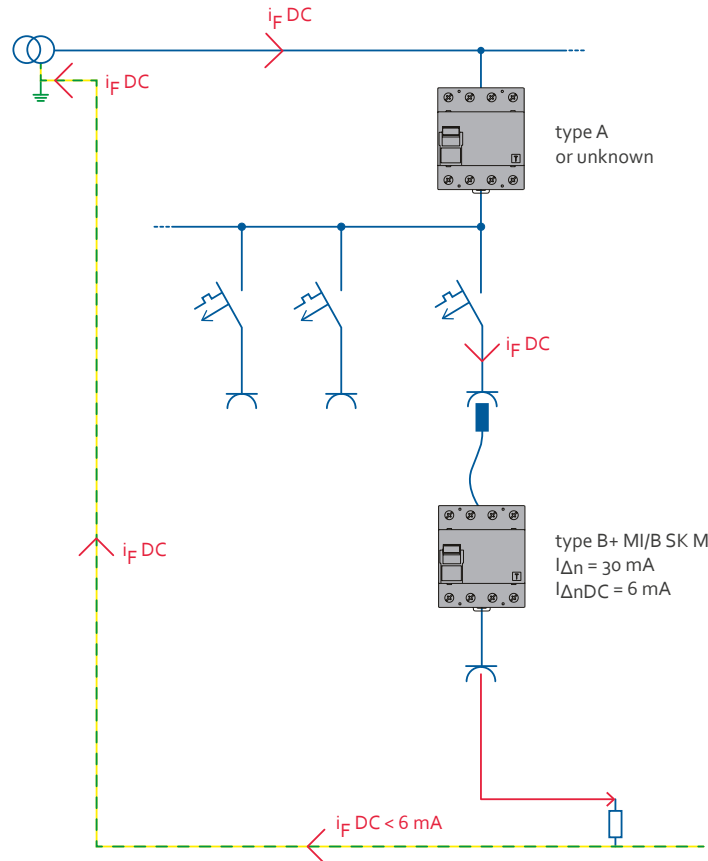 iF DC
iF DC
type A
or unknown
T
iF DC
iF DC
type B+ MI/B SK M
IΔn = 30 mA
IΔnDC = 6 mA
T
iF DC < 6 mA